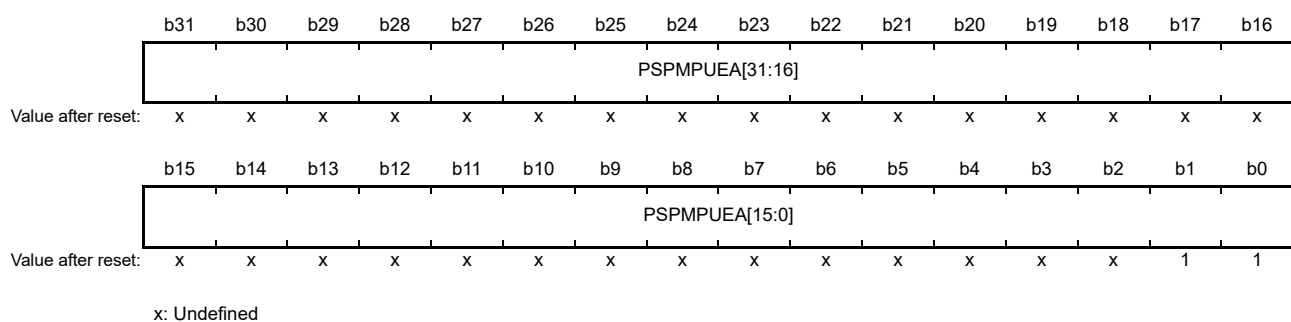 b31 b30 b29 b28 b27 b26 b25 b24 b23 b22 b21 b20 b19 b18 b17 b16
PSPMPUEA[31:16]
Value after reset: x x x x x x x x x x x x x x x x
b15 b14 b13 b12 b11 b10 b9 b8 b7 b6 b5 b4 b3 b2 b1 b0
PSPMPUEA[15:0]
Value after reset: x x x x x x x x x x x x x x 1 1
x: Undefined